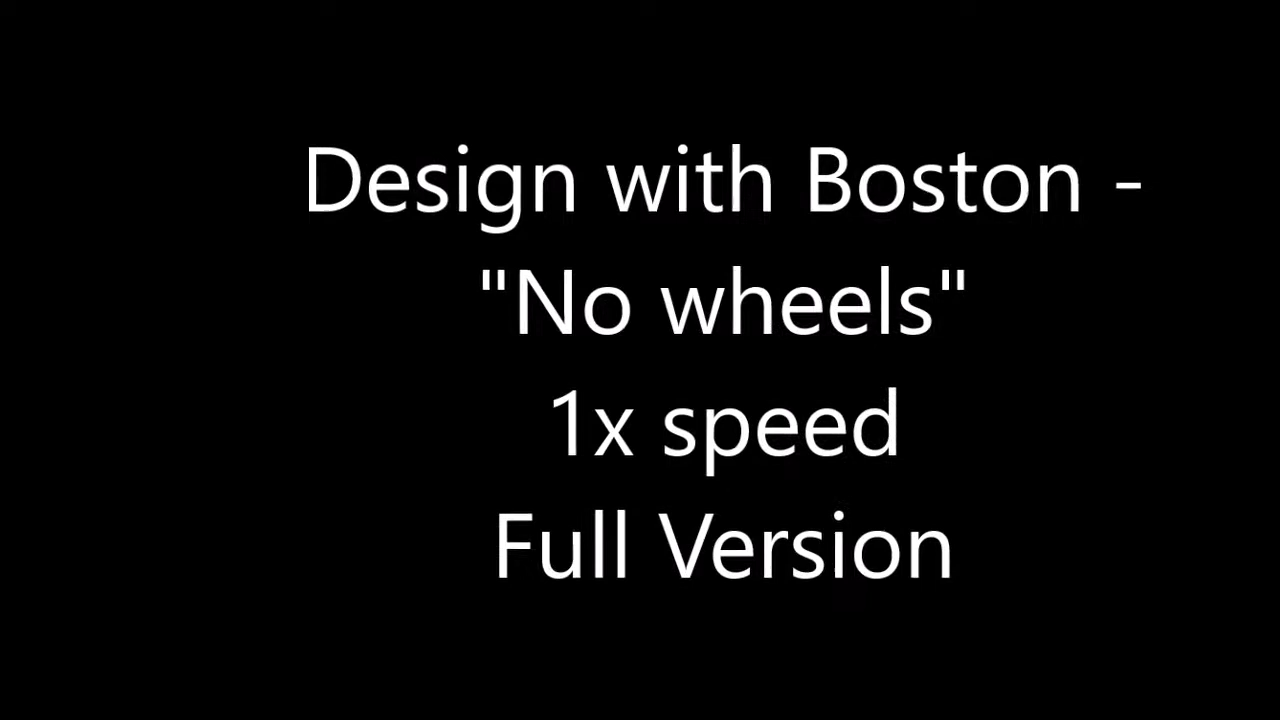 Design with Boston -
"No wheels"
1x speed
Full Version